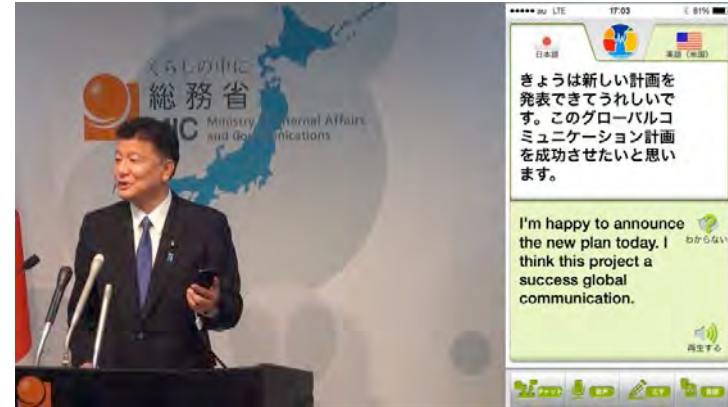 くらしの中に
総務省
MIC Ministry of Internal Affairs
and Communications
au LTE 17:03 81%
日本語
英語（米国）
きょうは新しい計画を
発表できてうれしいで
す。このグローバルコ
ミュニケーション計画
を成功させたいと思い
ます。
I'm happy to announce
the new plan today. I
think this project a
success global
communication.
わからない
再生する